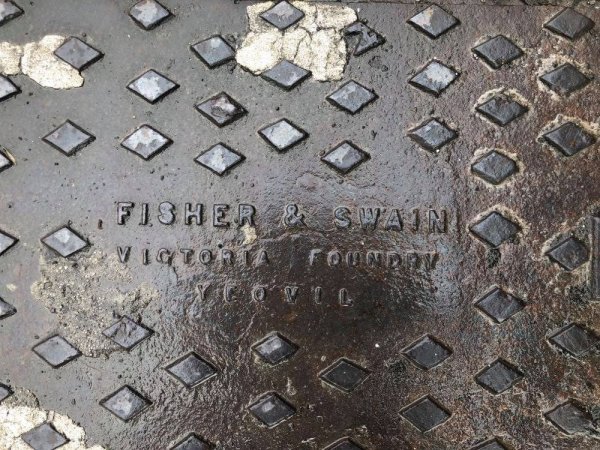 FISHER & SWAIN
VICTORIA FOUNDRY
YEOVIL